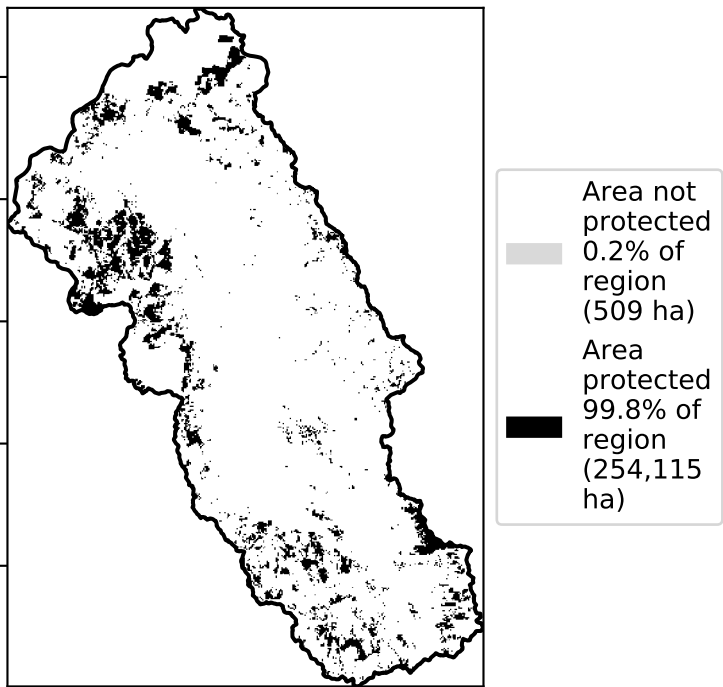 Area not
protected
0.2% of
region
(509 ha)
Area
protected
99.8% of
region
(254,115
ha)